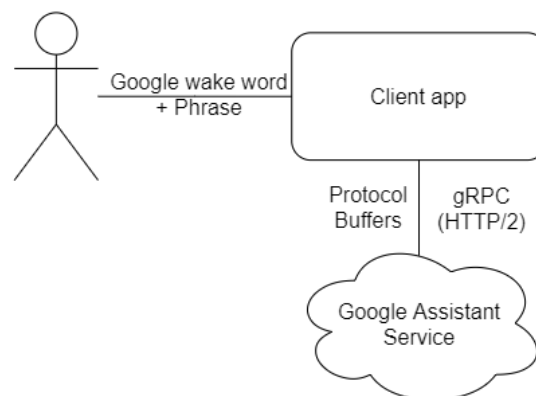 Google wake word
+ Phrase
Client app
Protocol
Buffers
gRPC
(HTTP/2)
Google Assistant
Service